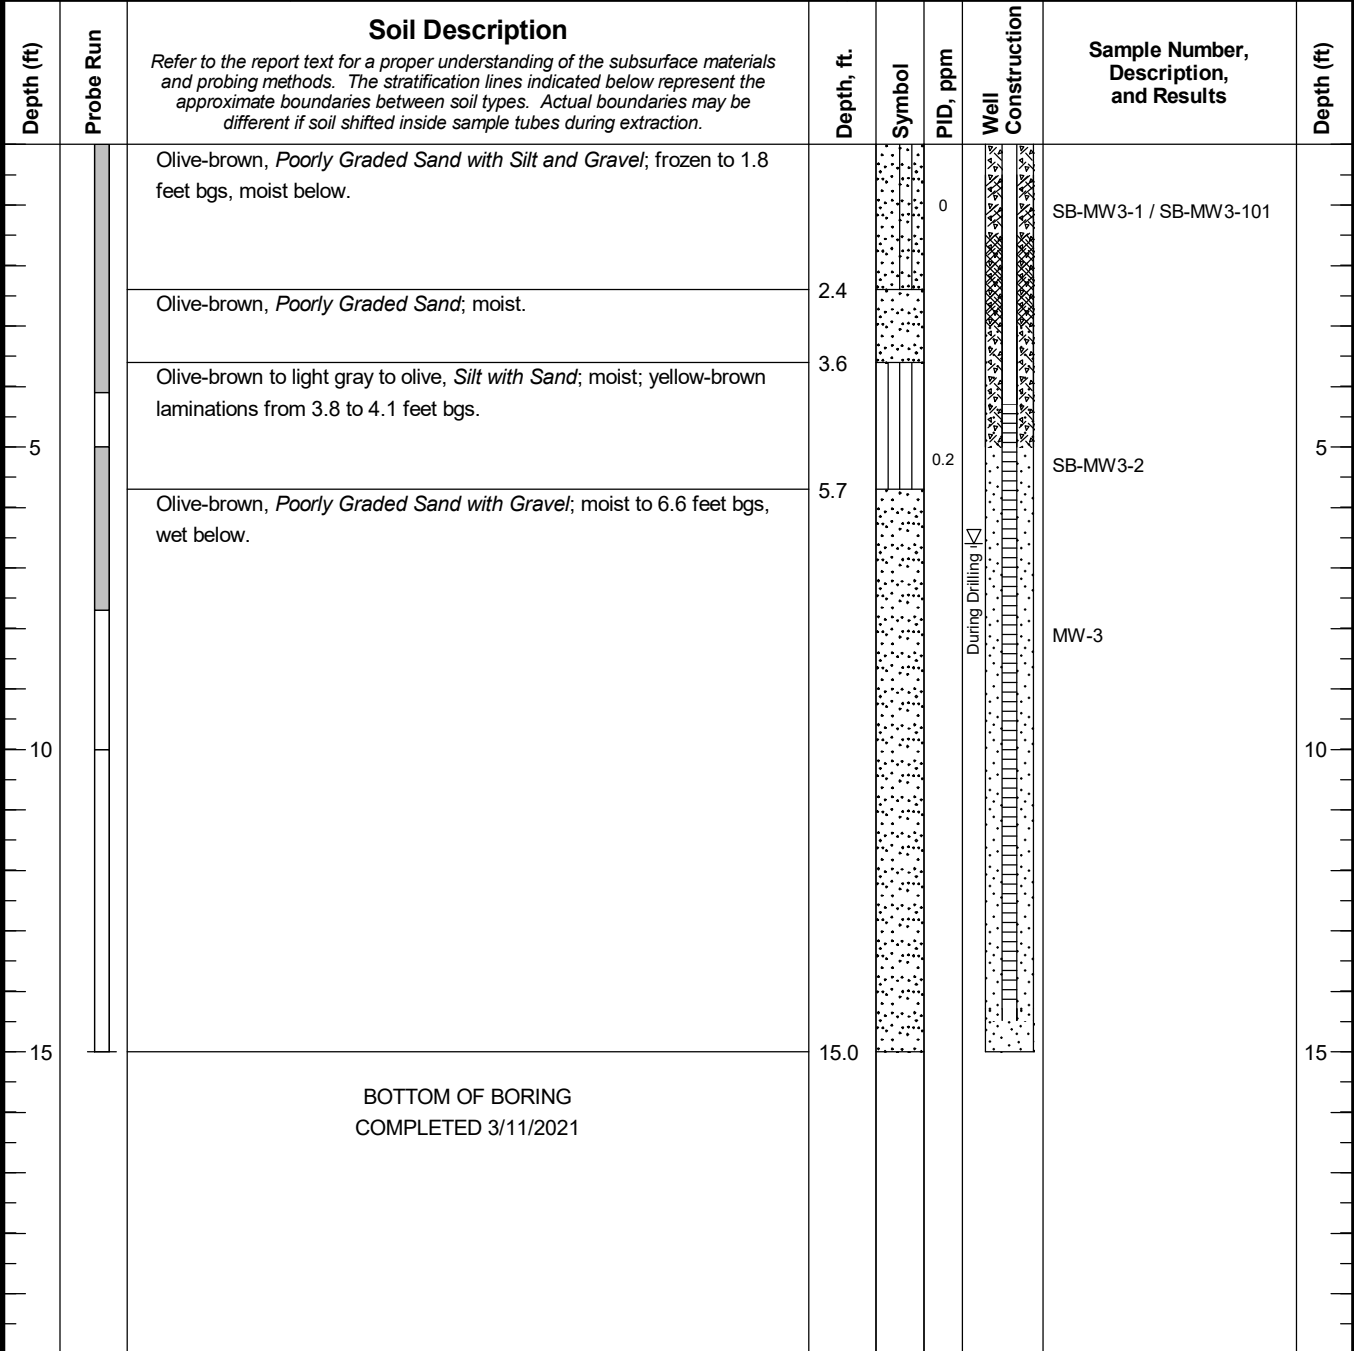 Depth (ft)
Probe Run
Soil Description
Refer to the report text for a proper understanding of the subsurface materials
and probing methods. The stratification lines indicated below represent the
approximate boundaries between soil types. Actual boundaries may be
different if soil shifted inside sample tubes during extraction.
Depth, ft.
Symbol
PID, ppm
Well
Construction
Sample Number,
Description,
and Results
Depth (ft)
Olive-brown, Poorly Graded Sand with Silt and Gravel; frozen to 1.8
feet bgs, moist below.
0
SB-MW3-1 / SB-MW3-101
2.4
Olive-brown, Poorly Graded Sand; moist.
3.6
Olive-brown to light gray to olive, Silt with Sand; moist; yellow-brown
laminations from 3.8 to 4.1 feet bgs.
5
0.2
SB-MW3-2
5
5.7
Olive-brown, Poorly Graded Sand with Gravel; moist to 6.6 feet bgs,
wet below.
During Drilling
MW-3
10
10
15
15.0
15
BOTTOM OF BORING
COMPLETED 3/11/2021